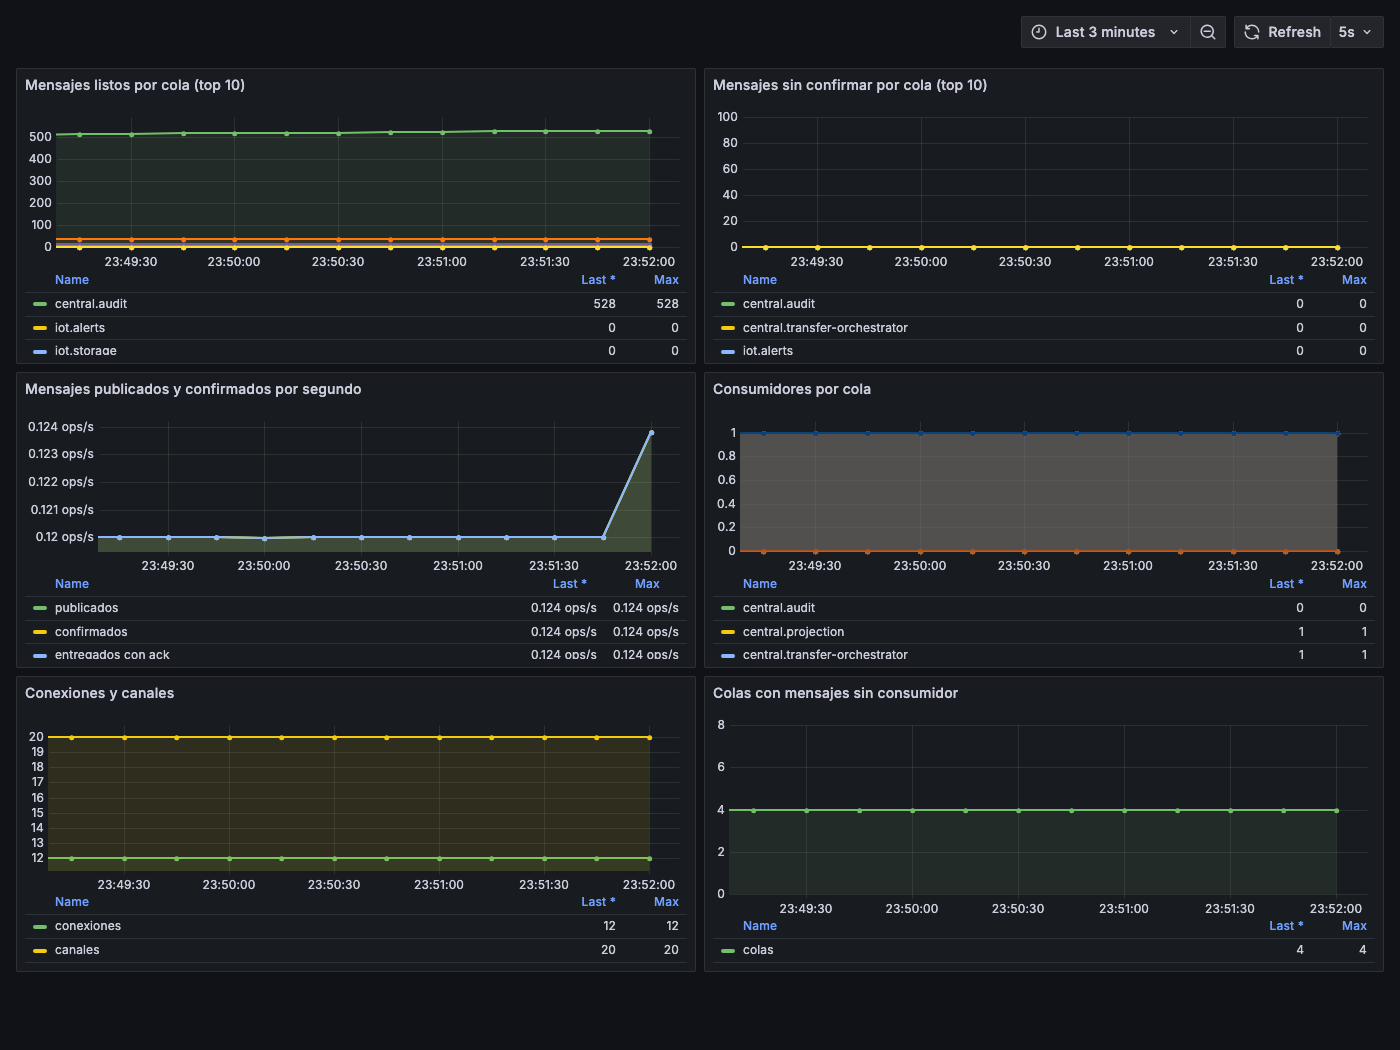 Last 3 minutes
Refresh
5s
Mensajes listos por cola (top 10)
500
400
300
200
100
0
23:49:30 23:50:00 23:50:30 23:51:00 23:51:30 23:52:00
Name Last * Max
central.audit 528 528
iot.alerts 0 0
iot.storage 0 0
Mensajes sin confirmar por cola (top 10)
100
80
60
40
20
0
23:49:30 23:50:00 23:50:30 23:51:00 23:51:30 23:52:00
Name Last * Max
central.audit 0 0
central.transfer-orchestrator 0 0
iot.alerts 0 0
Mensajes publicados y confirmados por segundo
0.124 ops/s
0.123 ops/s
0.122 ops/s
0.121 ops/s
0.12 ops/s
23:49:30 23:50:00 23:50:30 23:51:00 23:51:30 23:52:00
Name Last * Max
publicados 0.124 ops/s 0.124 ops/s
confirmados 0.124 ops/s 0.124 ops/s
entregados con ack 0.124 ops/s 0.124 ops/s
Consumidores por cola
1
0.8
0.6
0.4
0.2
0
23:49:30 23:50:00 23:50:30 23:51:00 23:51:30 23:52:00
Name Last * Max
central.audit 0 0
central.projection 1 1
central.transfer-orchestrator 1 1
Conexiones y canales
20
19
18
17
16
15
14
13
12
23:49:30 23:50:00 23:50:30 23:51:00 23:51:30 23:52:00
Name Last * Max
conexiones 12 12
canales 20 20
Colas con mensajes sin consumidor
8
6
4
2
0
23:49:30 23:50:00 23:50:30 23:51:00 23:51:30 23:52:00
Name Last * Max
colas 4 4